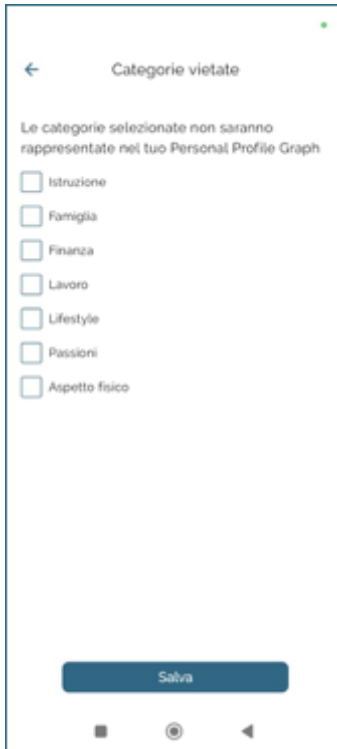 Categorie vietate
Le categorie selezionate non saranno
rappresentate nel tuo Personal Profile Graph
Istruzione
Famiglia
Finanza
Lavoro
Lifestyle
Passioni
Aspetto fisico
Salva